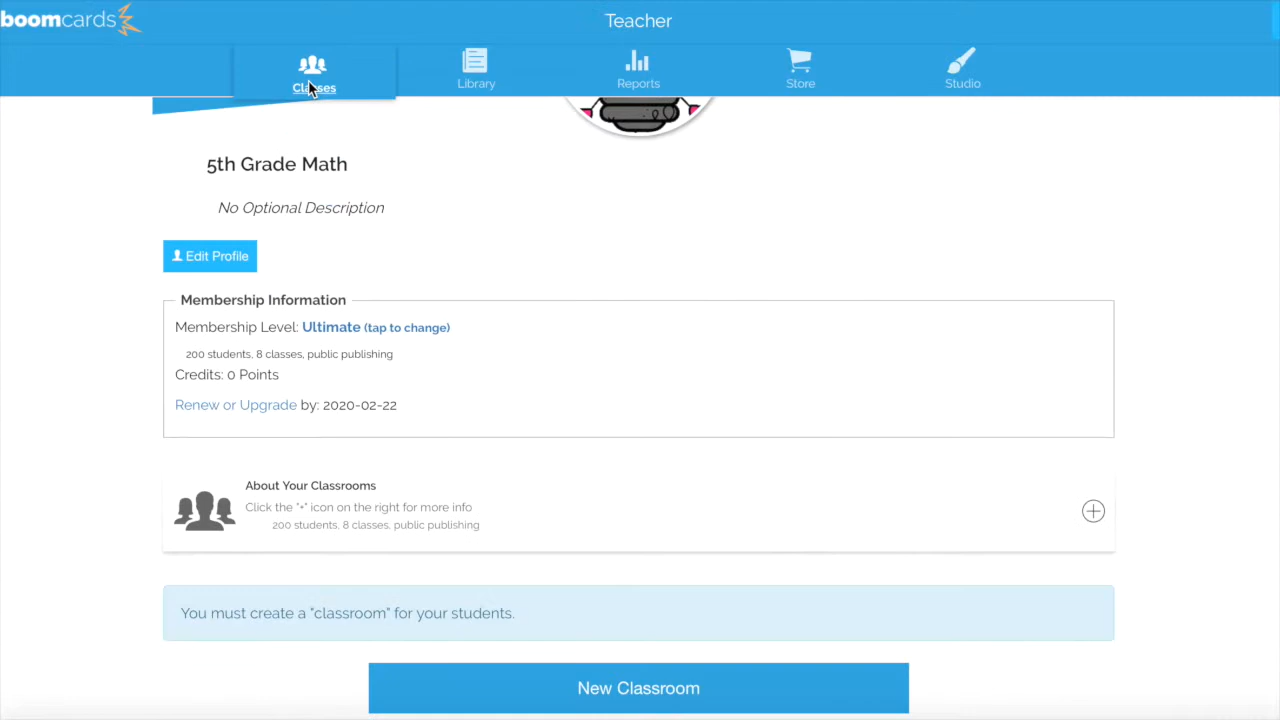 boomcards
Teacher
Classes
Library
Reports
Store
Studio
5th Grade Math
No Optional Description
Edit Profile
Membership Information
Membership Level: Ultimate (tap to change)
200 students, 8 classes, public publishing
Credits: 0 Points
Renew or Upgrade by: 2020-02-22
About Your Classrooms
Click the "+" icon on the right for more info
200 students, 8 classes, public publishing
You must create a "classroom" for your students.
New Classroom